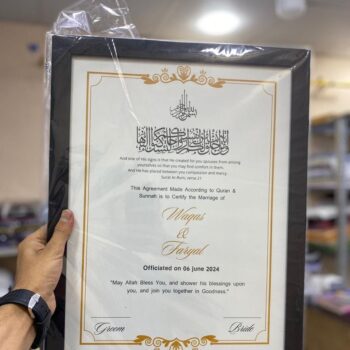 And one of His signs is that He created for you spouses from among
yourselves so that you may find comfort in them.
And He has placed between you compassion and mercy.
Surat Ar-Rum, verse 21
This Agreement Made According to Quran &
Sunnah is to Certify the Marriage of
Waqas
&
Faryal
Officiated on 06 june 2024
"May Allah Bless You, and shower his blessings upon
you, and join you together in Goodness."
Groom
Bride